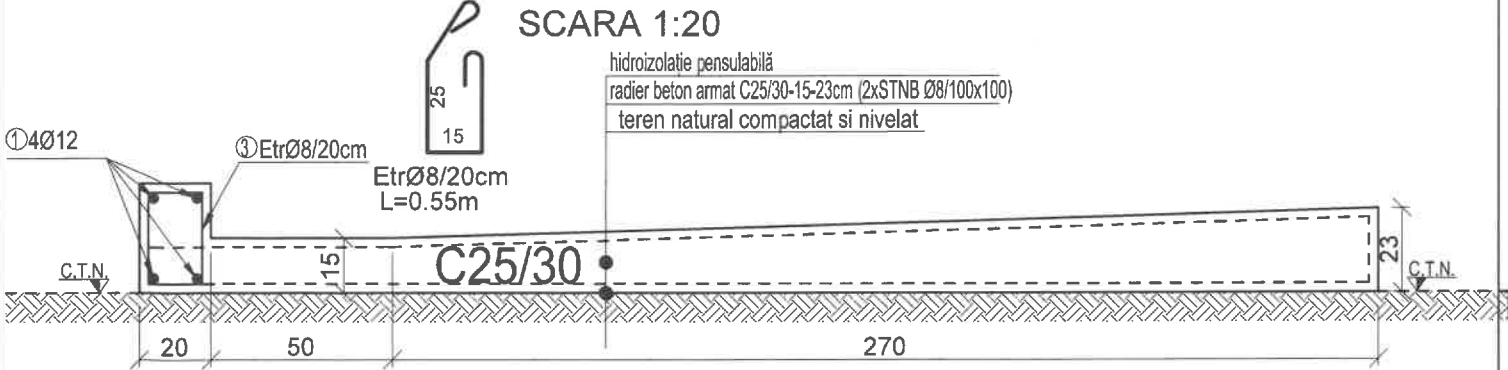 SCARA 1:20
hidroizolație pensulabilă
radier beton armat C25/30-15-23cm (2xSTNB Ø8/100x100)
teren natural compactat si nivelat
25
15
①4Ø12
③EtrØ8/20cm
EtrØ8/20cm
L=0.55m
C25/30
15
23
C.T.N.
C.T.N.
20
50
270